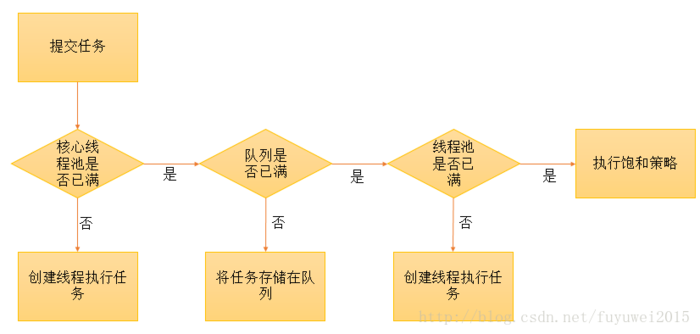 提交任务
核心线
程池是
否已满
是
队列是
否已满
是
线程池
是否已
满
是
执行饱和策略
否
否
否
创建线程执行任
务
将任务存储在队
列
创建线程执行任
务
http://blog.csdn.net/fuyuwei2015